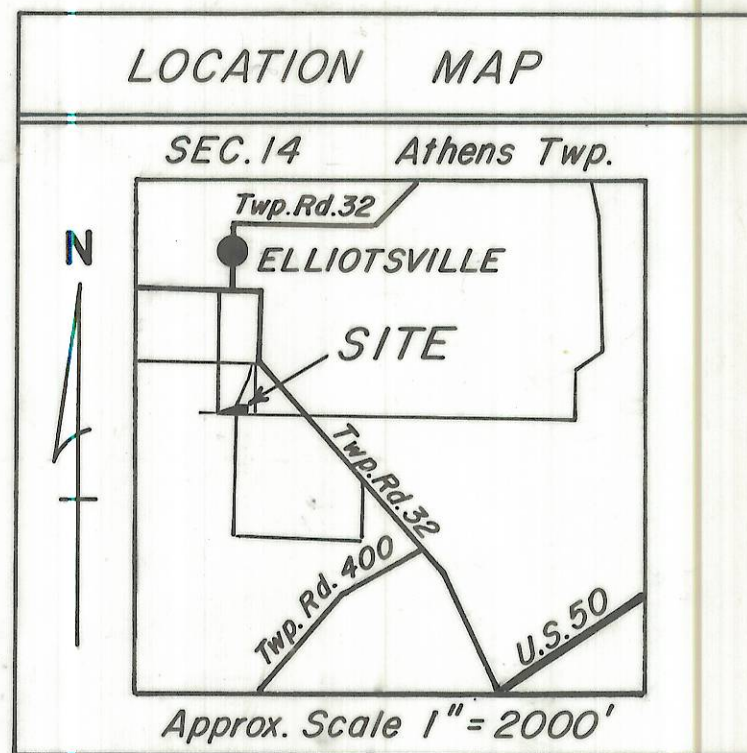 LOCATION MAP
SEC. 14 Athens Twp.
Twp. Rd. 32
N
ELLIOTSVILLE
SITE
Twp. Rd. 32
Twp. Rd. 400
U.S. 50
Approx. Scale 1" = 2000'